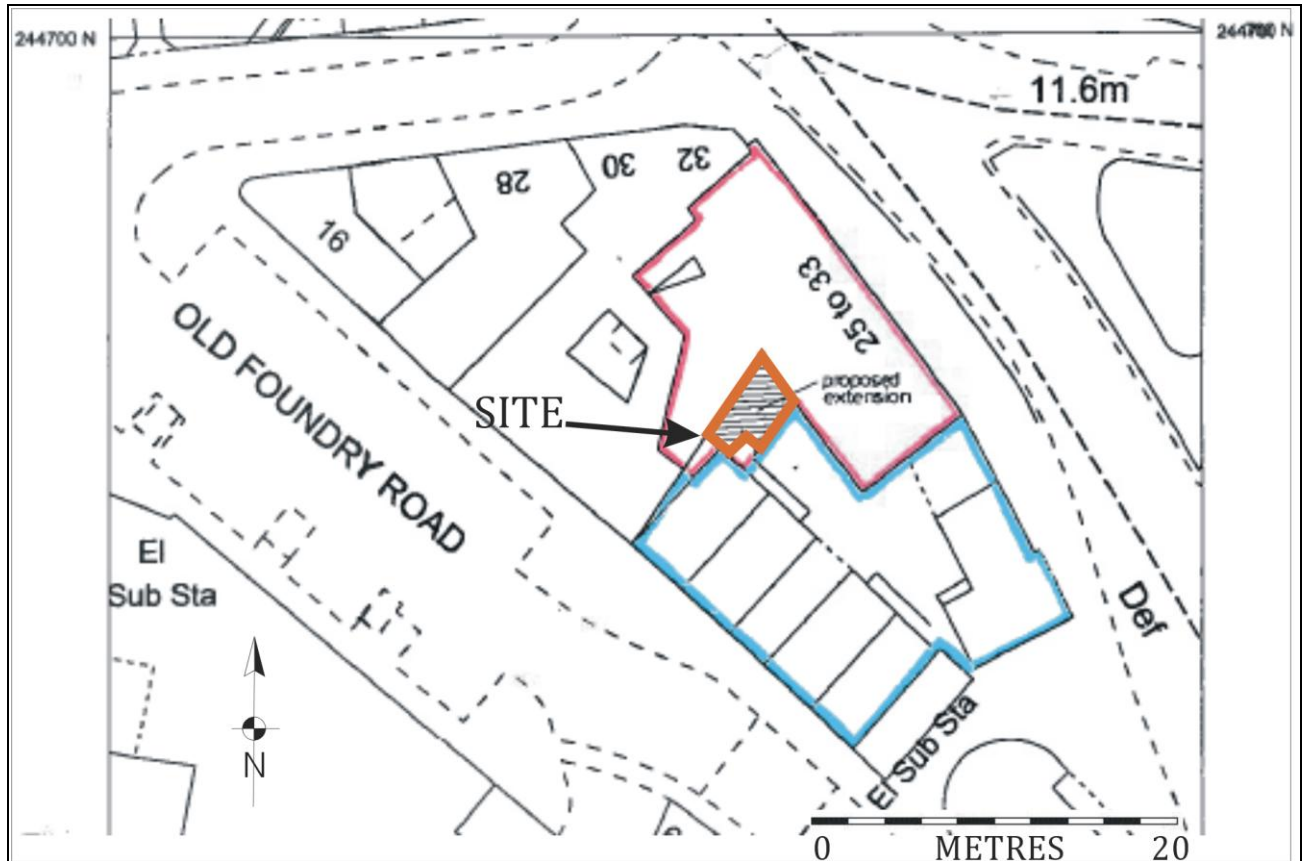 244700 N
244700 N
11.6m
32
30
28
16
25 to 33
OLD FOUNDRY ROAD
proposed
extension
SITE
El
Sub Sta
Def
N
El Sub Sta
0 METRES 20